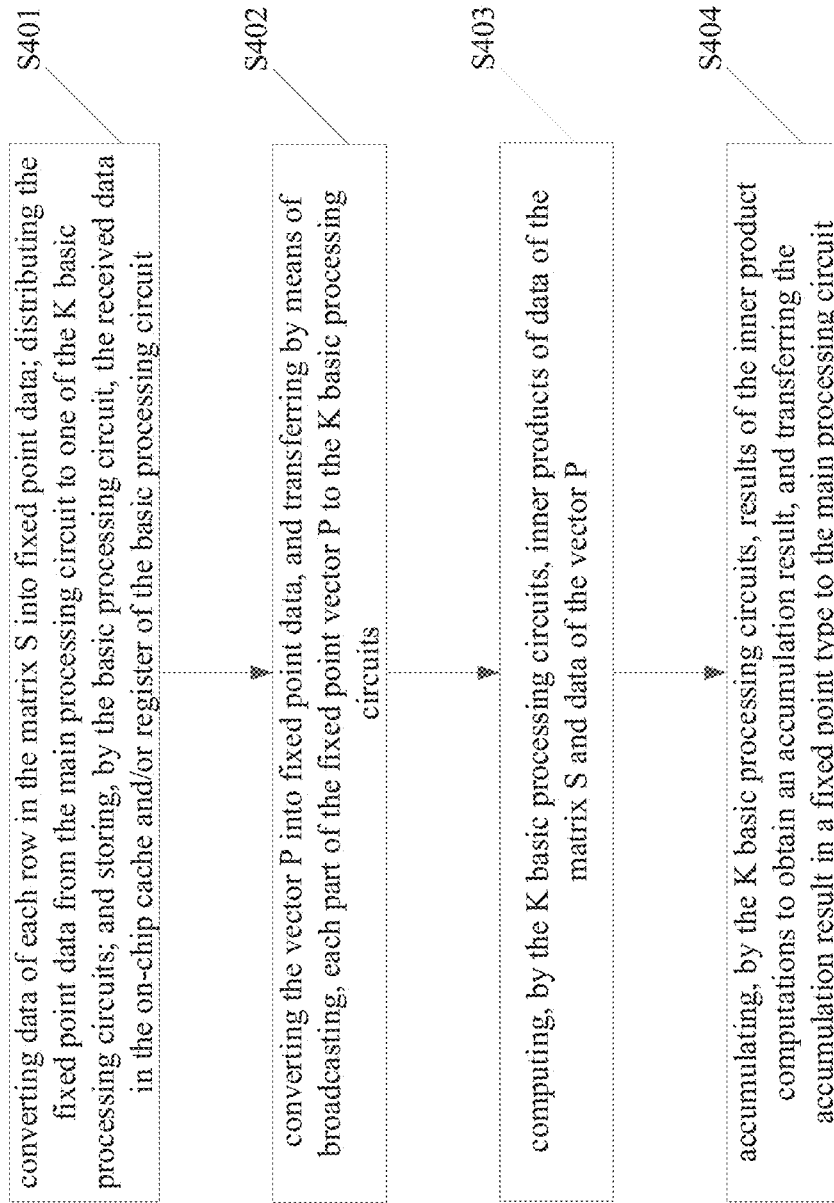 converting data of each row in the matrix S into fixed point data; distributing the
fixed point data from the main processing circuit to one of the K basic
processing circuits; and storing, by the basic processing circuit, the received data
in the on-chip cache and/or register of the basic processing circuit
S401
converting the vector P into fixed point data, and transferring by means of
broadcasting, each part of the fixed point vector P to the K basic processing
circuits
S402
computing, by the K basic processing circuits, inner products of data of the
matrix S and data of the vector P
S403
accumulating, by the K basic processing circuits, results of the inner product
computations to obtain an accumulation result, and transferring the
accumulation result in a fixed point type to the main processing circuit
S404